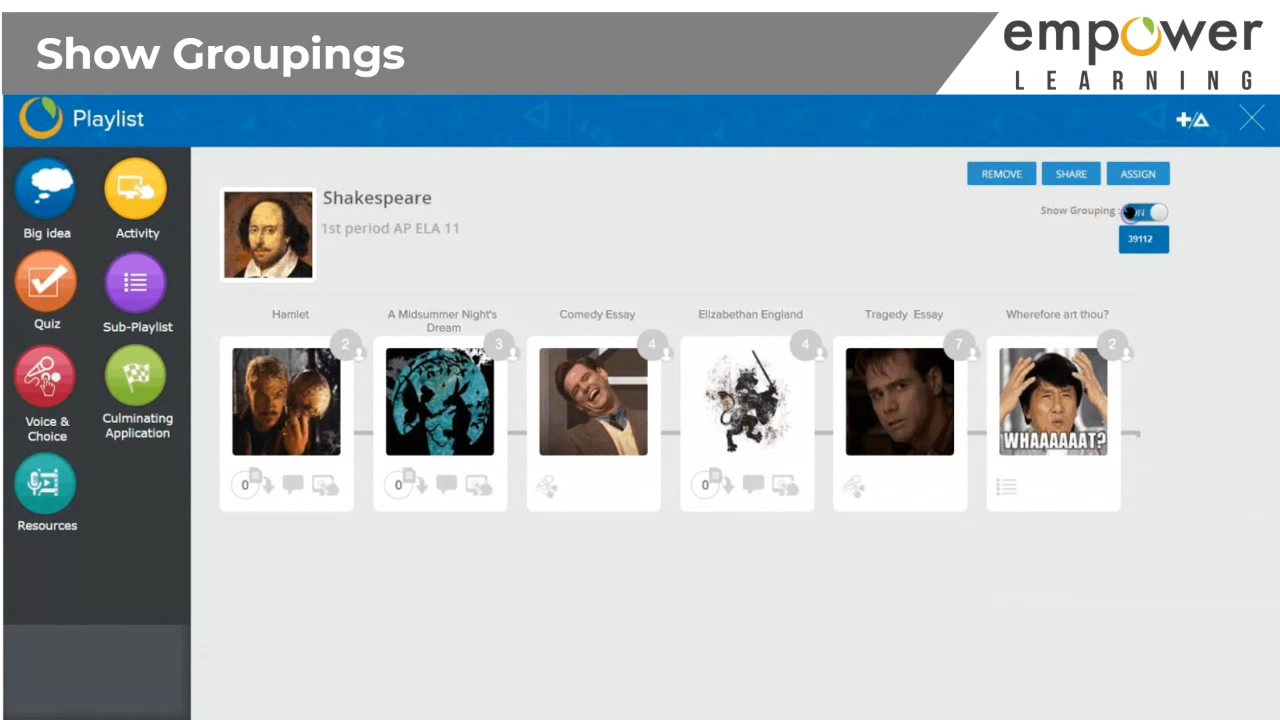 Show Groupings
empower
LEARNING
Playlist
+/
REMOVE
SHARE
ASSIGN
Shakespeare
1st period AP ELA 11
Show Grouping :
39112
Big idea
Activity
Quiz
Sub-Playlist
Voice &
Choice
Culminating
Application
Resources
Hamlet
2
0
A Midsummer Night's
Dream
3
0
Comedy Essay
4
Elizabethan England
4
0
Tragedy Essay
7
Wherefore art thou?
2
WHAAAAAAT?